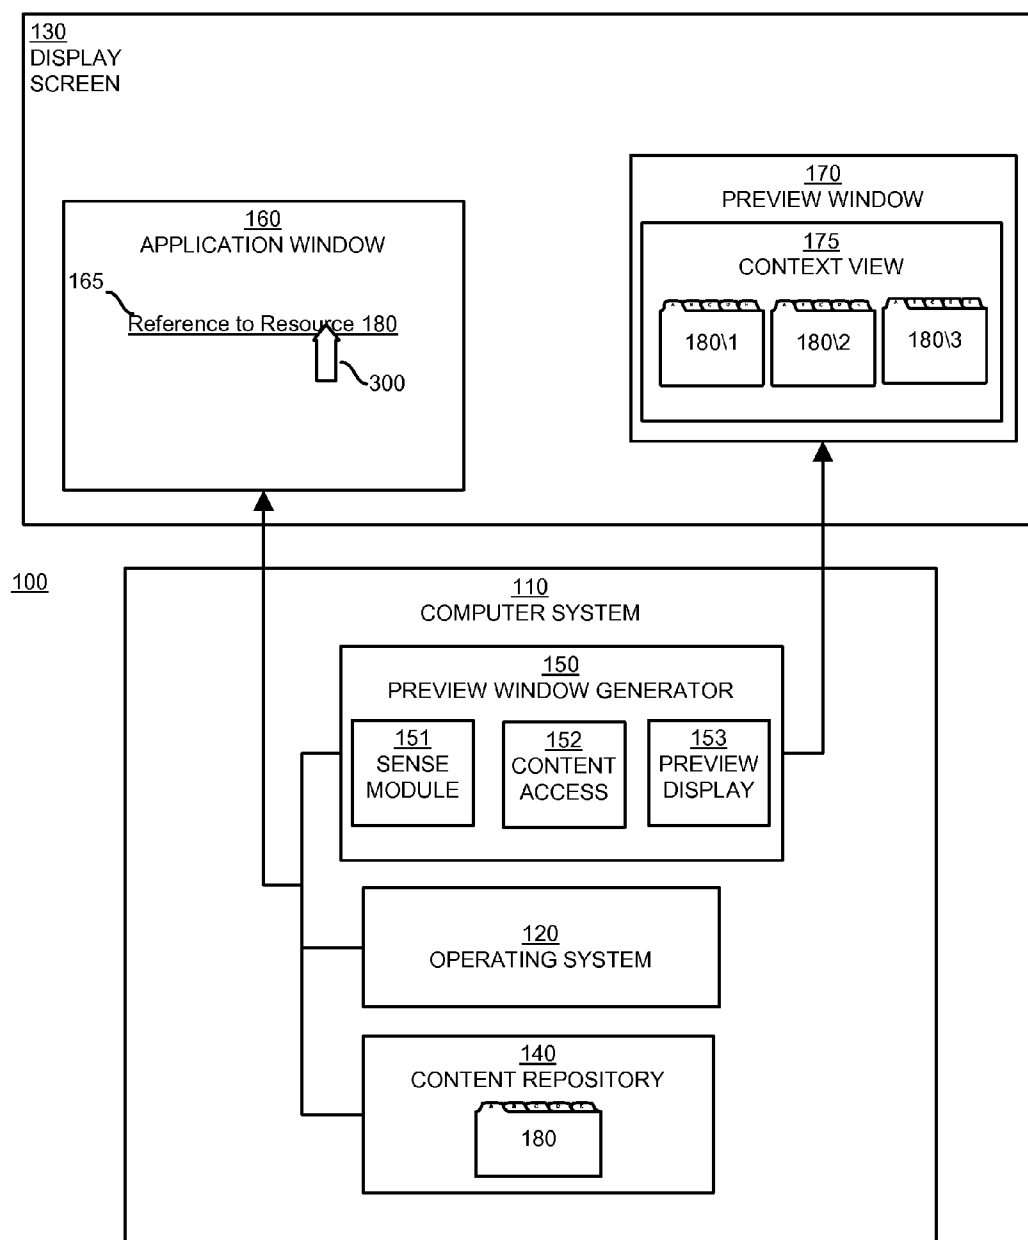 130
DISPLAY
SCREEN
170
PREVIEW WINDOW
160
APPLICATION WINDOW
175
CONTEXT VIEW
165
Reference to Resource 180
180\1
180\2
180\3
300
100
110
COMPUTER SYSTEM
150
PREVIEW WINDOW GENERATOR
151
SENSE
MODULE
152
CONTENT
ACCESS
153
PREVIEW
DISPLAY
120
OPERATING SYSTEM
140
CONTENT REPOSITORY
A B C D E
180